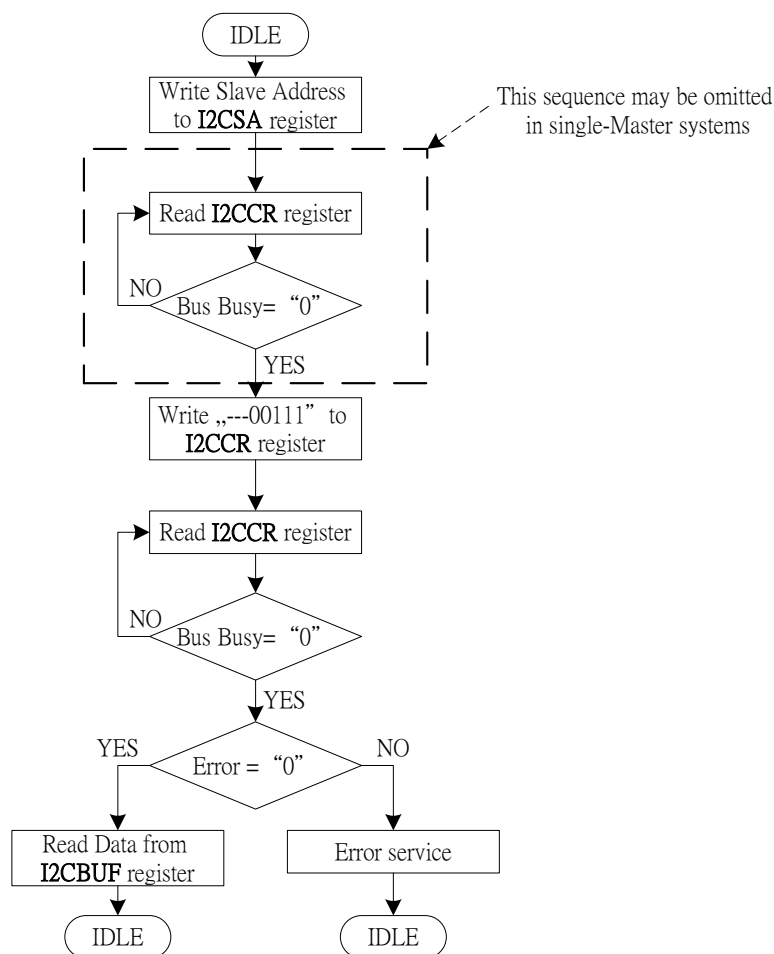 IDLE
Write Slave Address
to I2CSA register
This sequence may be omitted
in single-Master systems
Read I2CCR register
NO
Bus Busy= “0”
YES
Write „---00111” to
I2CCR register
Read I2CCR register
NO
Bus Busy= “0”
YES
YES
NO
Error = “0”
Read Data from
I2CBUF register
Error service
IDLE
IDLE